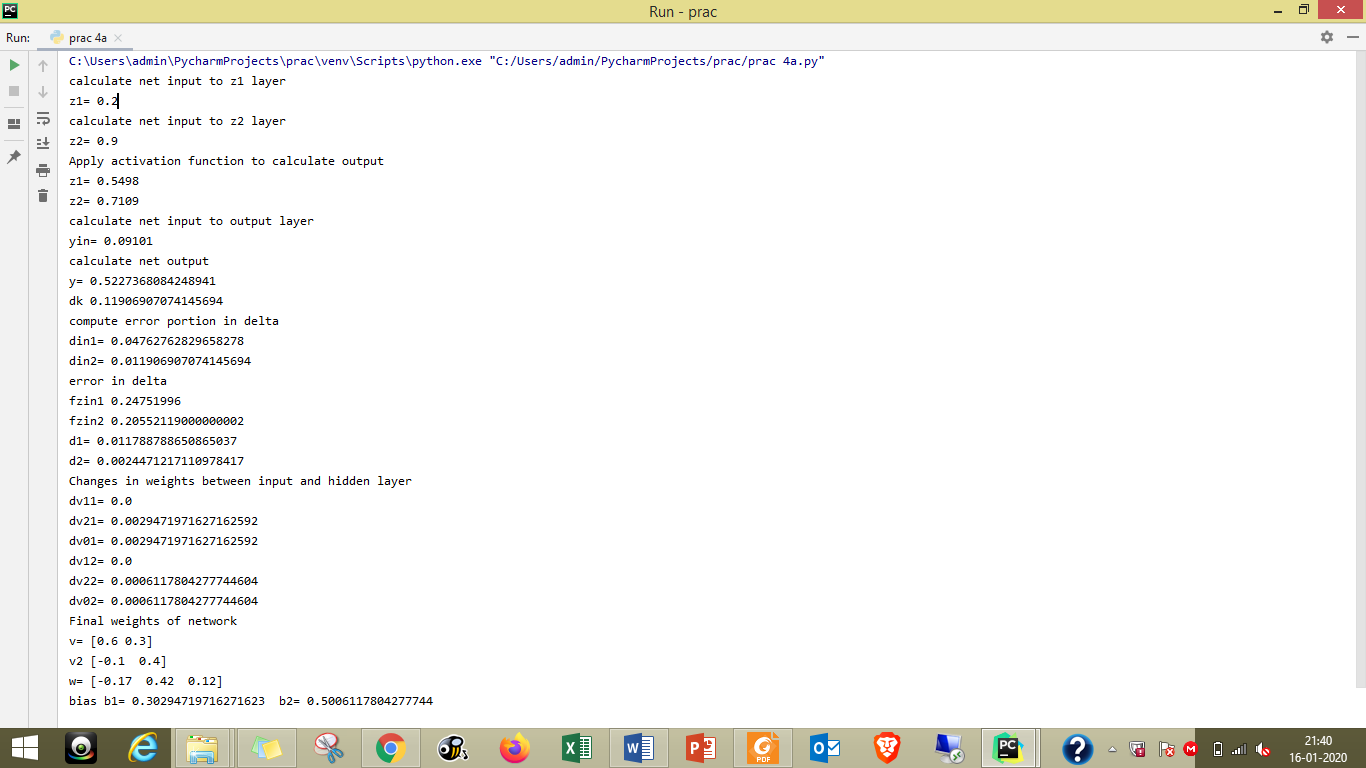 PC
Run - prac
Run:
prac 4a
C:\Users\admin\PycharmProjects\prac\venv\Scripts\python.exe "C:/Users/admin/PycharmProjects/prac/prac 4a.py"
calculate net input to z1 layer
z1= 0.2
calculate net input to z2 layer
z2= 0.9
Apply activation function to calculate output
z1= 0.5498
z2= 0.7109
calculate net input to output layer
yin= 0.09101
calculate net output
y= 0.5227368084248941
dk 0.11906907074145694
compute error portion in delta
din1= 0.04762762829658278
din2= 0.011906907074145694
error in delta
fzin1 0.24751996
fzin2 0.20552119000000002
d1= 0.011788788650865037
d2= 0.0024471217110978417
Changes in weights between input and hidden layer
dv11= 0.0
dv21= 0.0029471971627162592
dv01= 0.0029471971627162592
dv12= 0.0
dv22= 0.0006117804277744604
dv02= 0.0006117804277744604
Final weights of network
v= [0.6 0.3]
v2 [-0.1  0.4]
w= [-0.17  0.42  0.12]
bias b1= 0.30294719716271623  b2= 0.5006117804277744
PDF
PC
21:40
16-01-2020